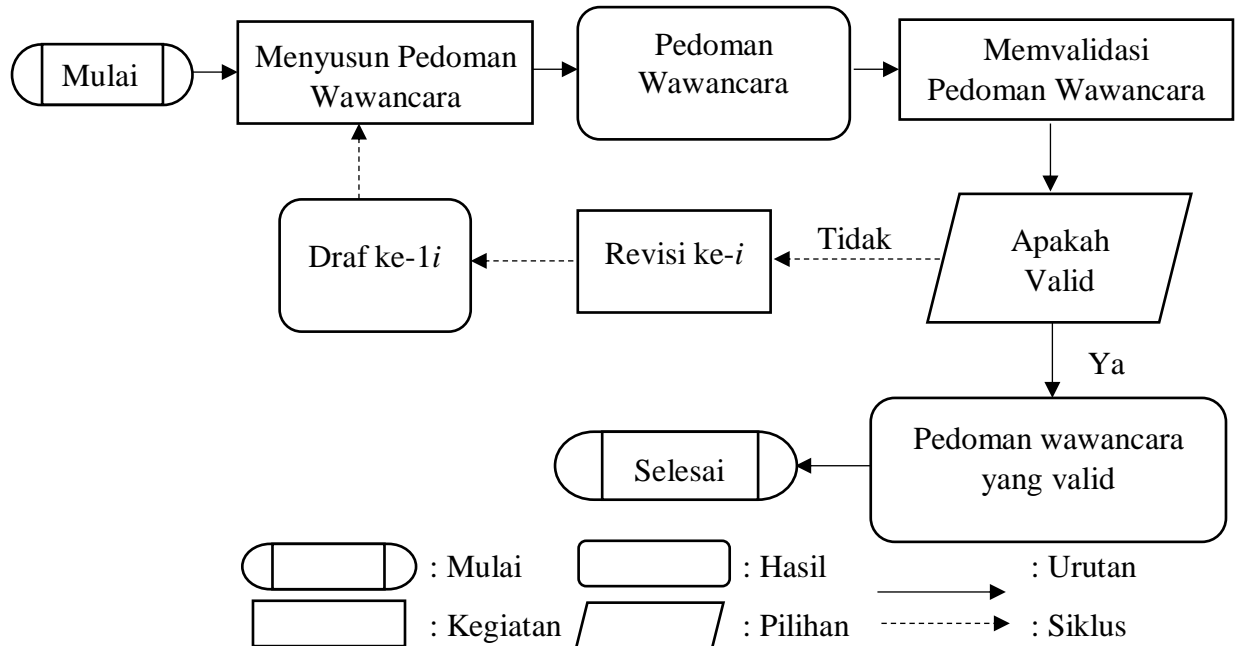 Mulai
Menyusun Pedoman
Wawancara
Pedoman
Wawancara
Memvalidasi
Pedoman Wawancara
Draf ke-1i
Revisi ke-i
Tidak
Apakah
Valid
Ya
Pedoman wawancara
yang valid
Selesai
: Mulai
: Hasil
: Urutan
: Kegiatan
: Pilihan
: Siklus